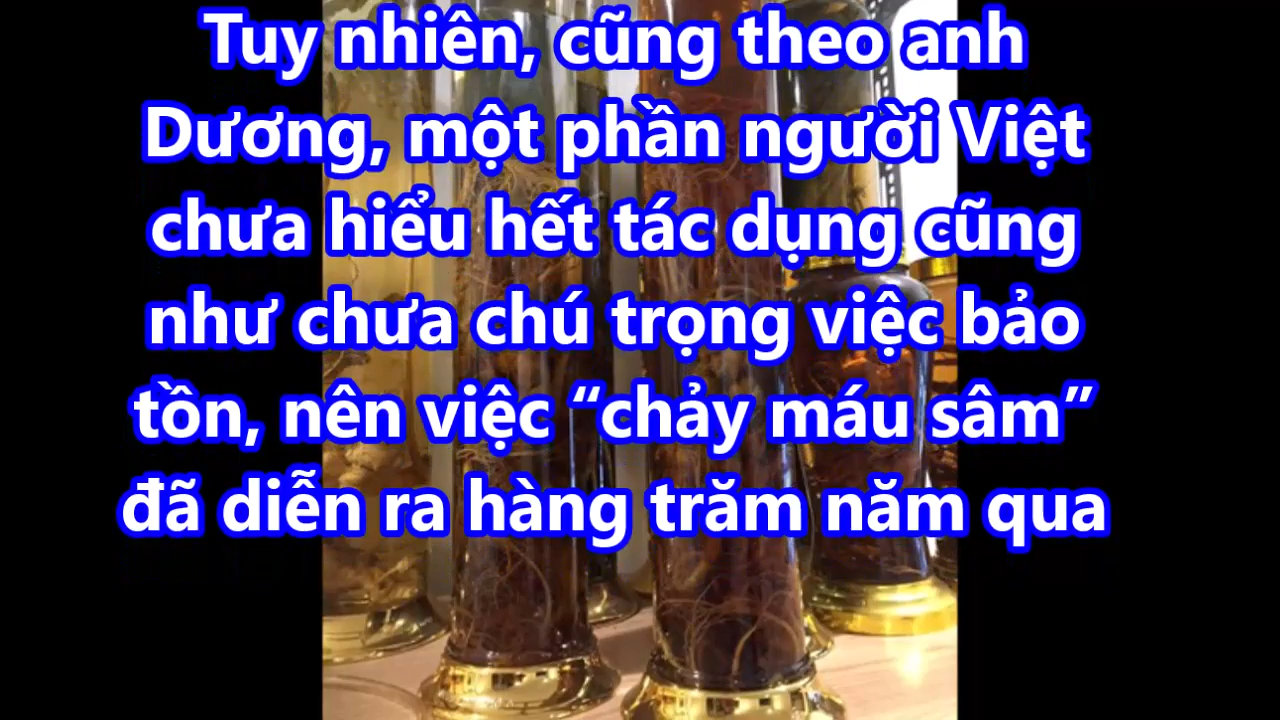 Tuy nhiên, cũng theo anh
Dương, một phần người Việt
chưa hiểu hết tác dụng cũng
như chưa chú trọng việc bảo
tồn, nên việc “chảy máu sâm”
đã diễn ra hàng trăm năm qua